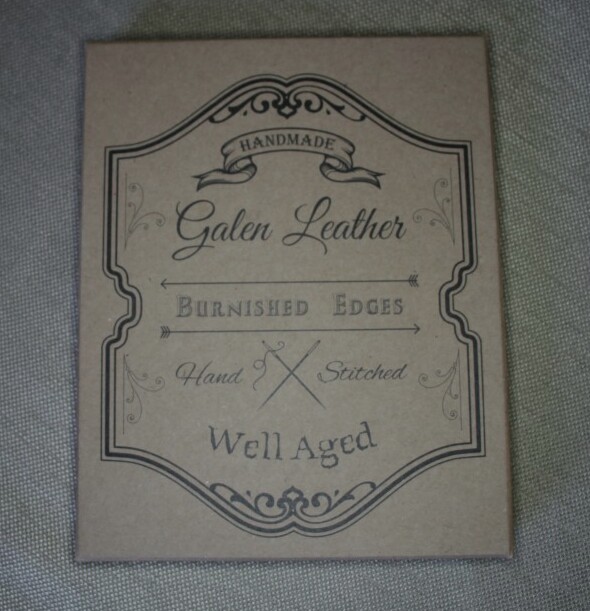 HANDMADE
Galen Leather
BURNISHED EDGES
Hand Stitched
Well Aged